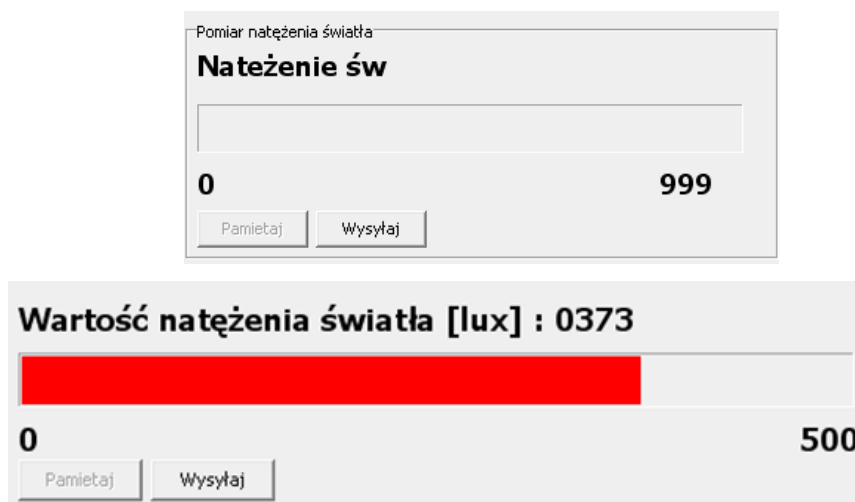 Pomiar natężenia światła
Nateżenie św
0 999
Pamietaj Wysyłaj
Wartość natężenia światła [lux] : 0373
0 500
Pamietaj Wysyłaj